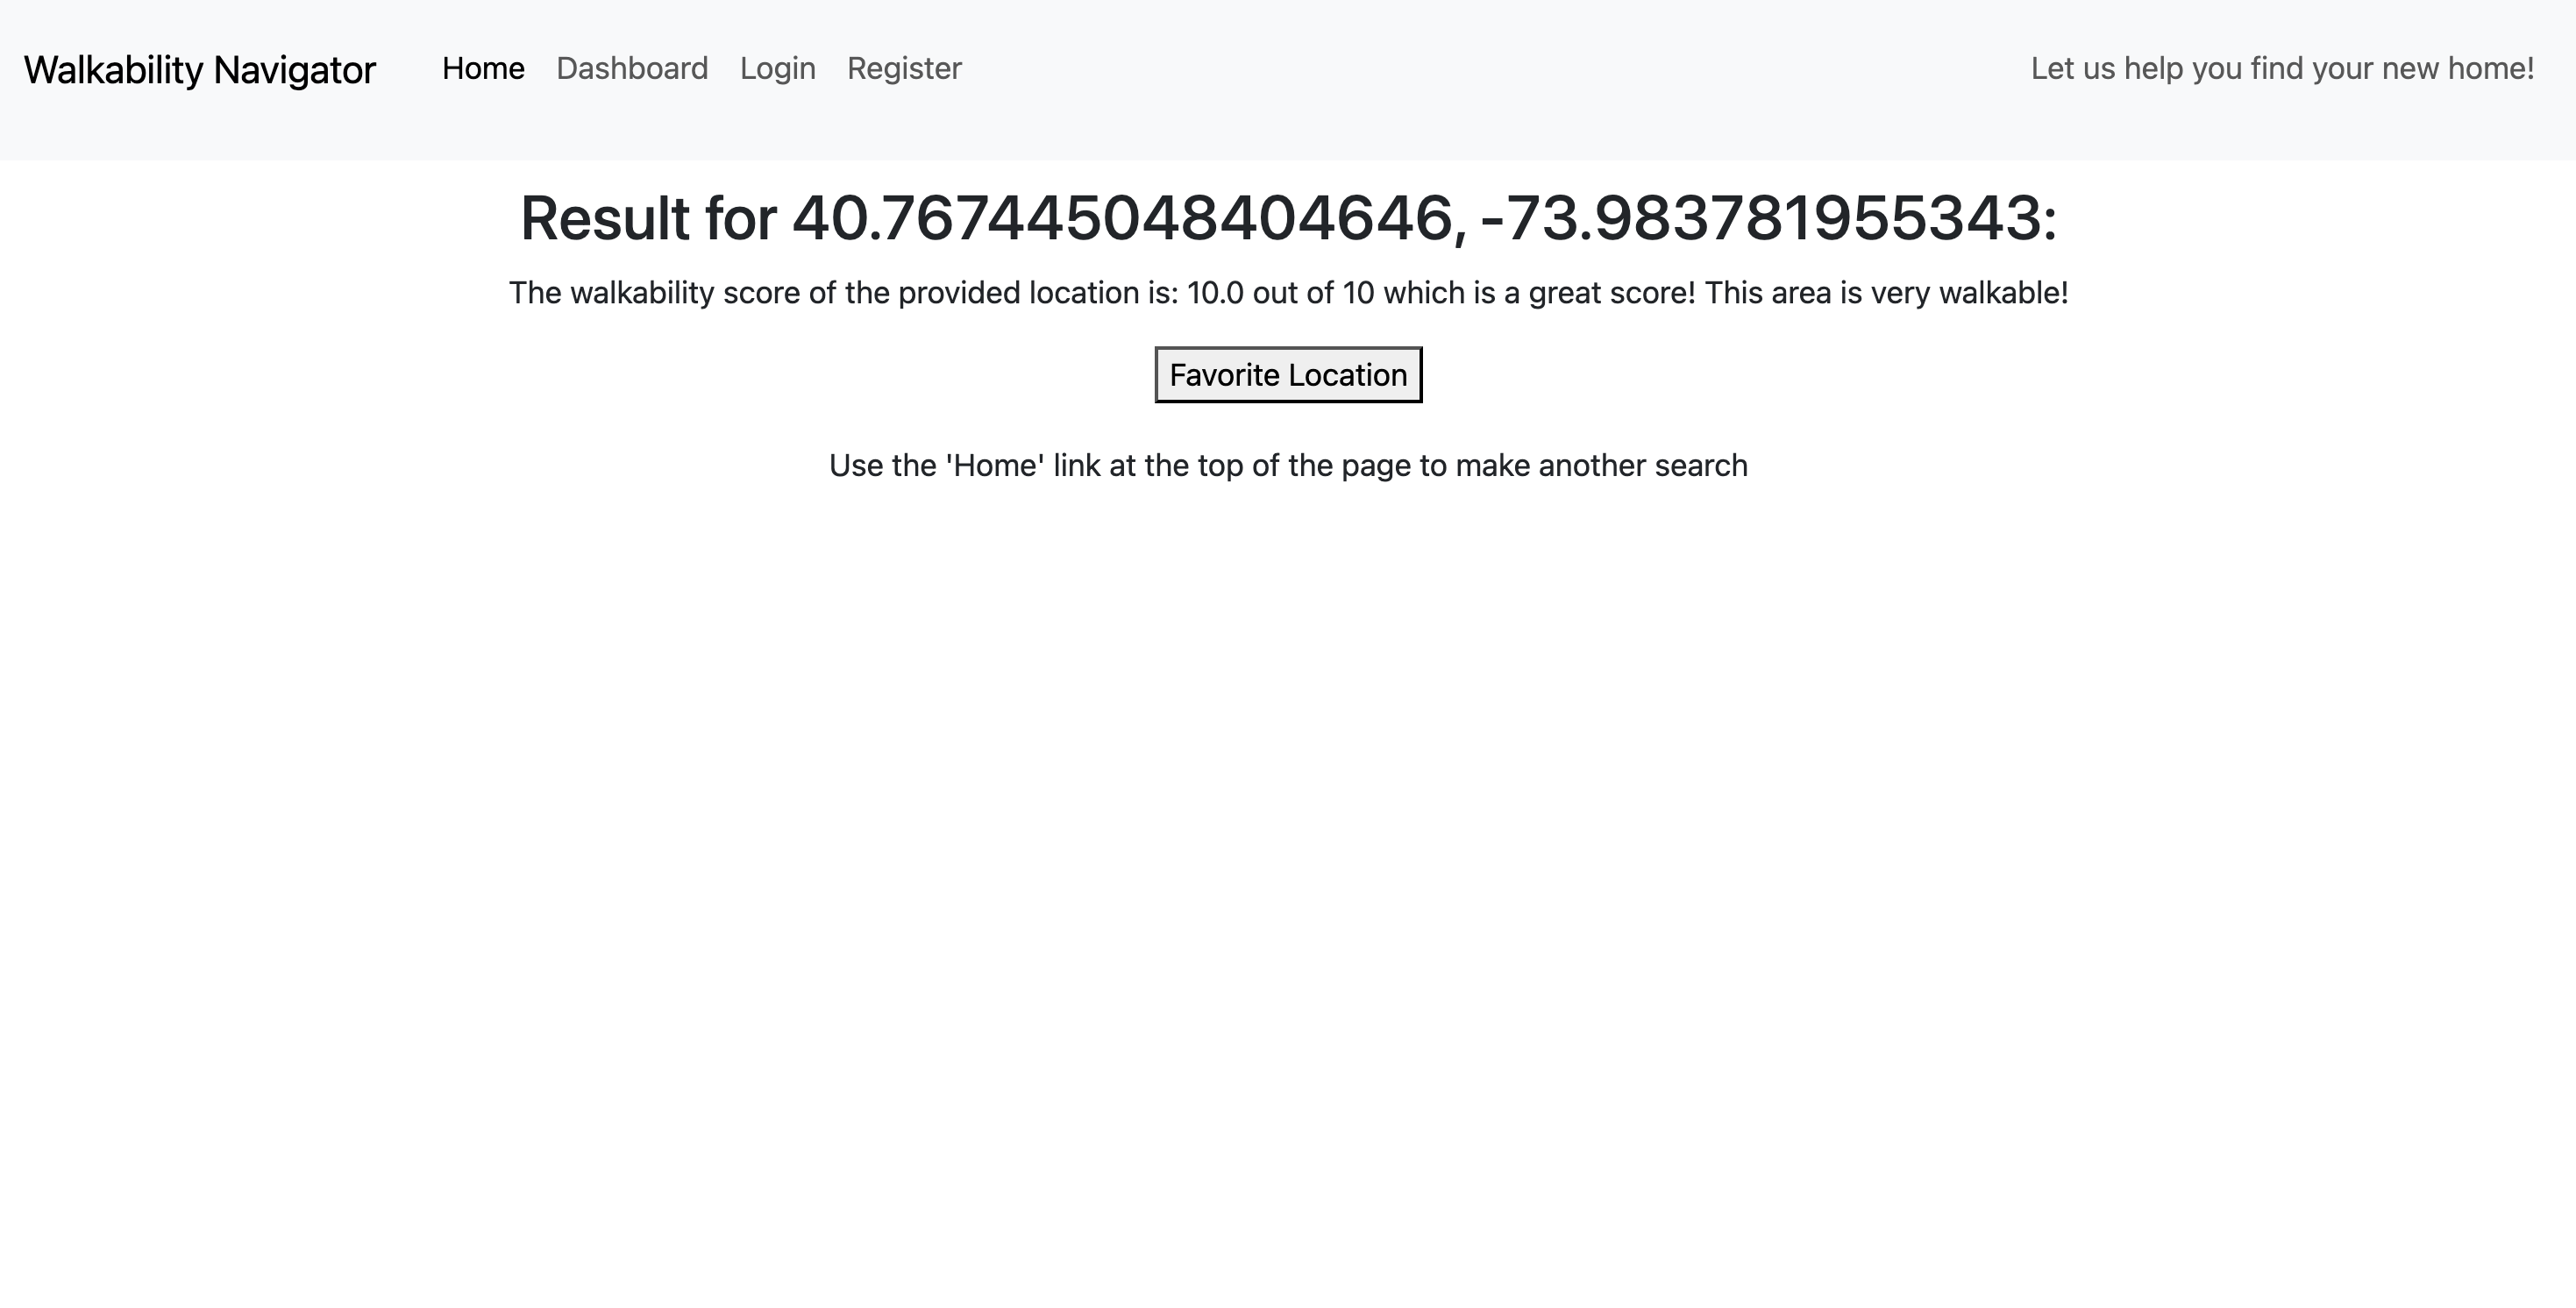 Walkability Navigator Home Dashboard Login Register Let us help you find your new home!
Result for 40.767445048404646, -73.983781955343:
The walkability score of the provided location is: 10.0 out of 10 which is a great score! This area is very walkable!
Favorite Location
Use the 'Home' link at the top of the page to make another search